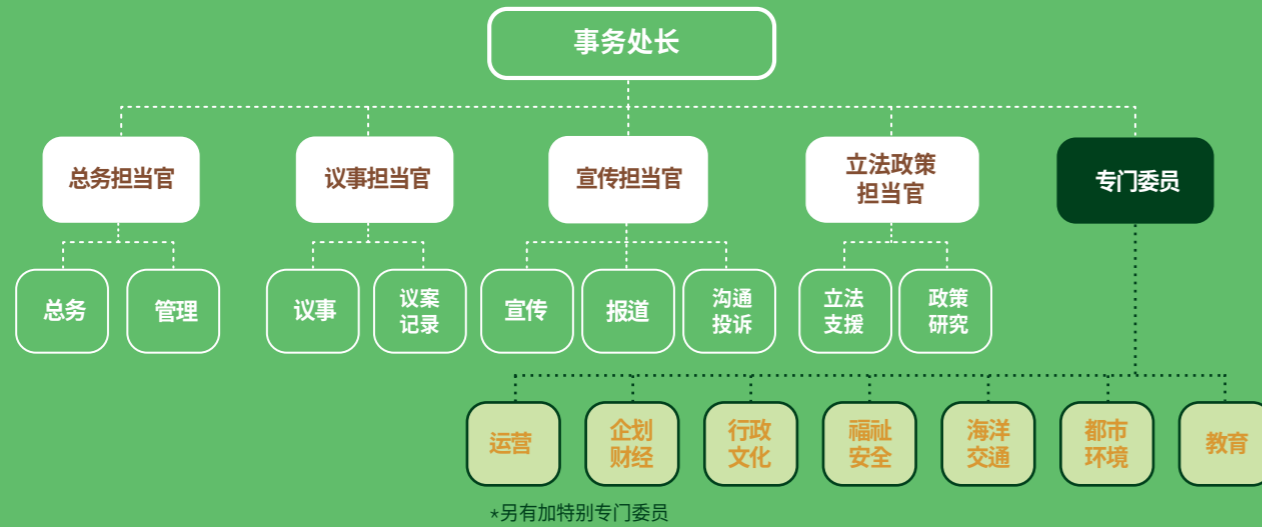 事务处长
总务担当官
议事担当官
宣传担当官
立法政策
担当官
专门委员
总务
管理
议事
议案
记录
宣传
报道
沟通
投诉
立法
支援
政策
研究
运营
企划
财经
行政
文化
福祉
安全
海洋
交通
都市
环境
教育
*另有加特别专门委员